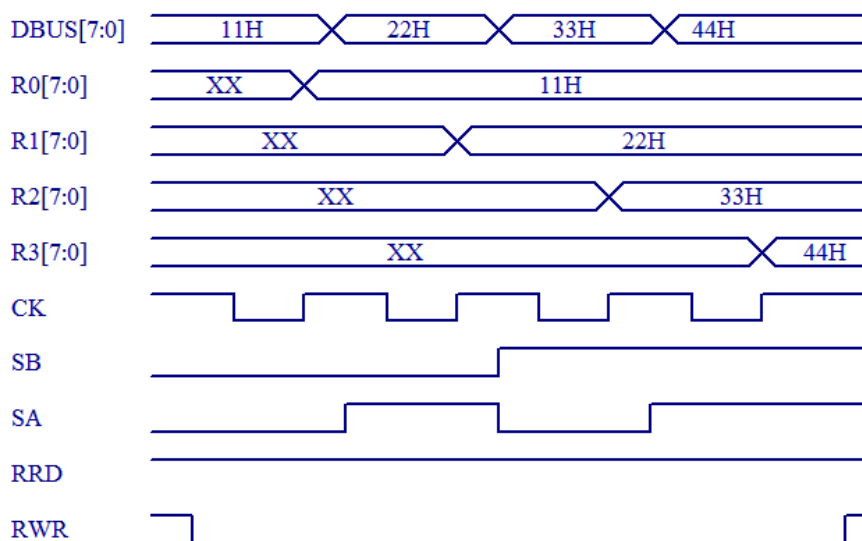 DBUS[7:0] 11H 22H 33H 44H
R0[7:0] XX 11H
R1[7:0] XX 22H
R2[7:0] XX 33H
R3[7:0] XX 44H
CK
SB
SA
RRD
RWR